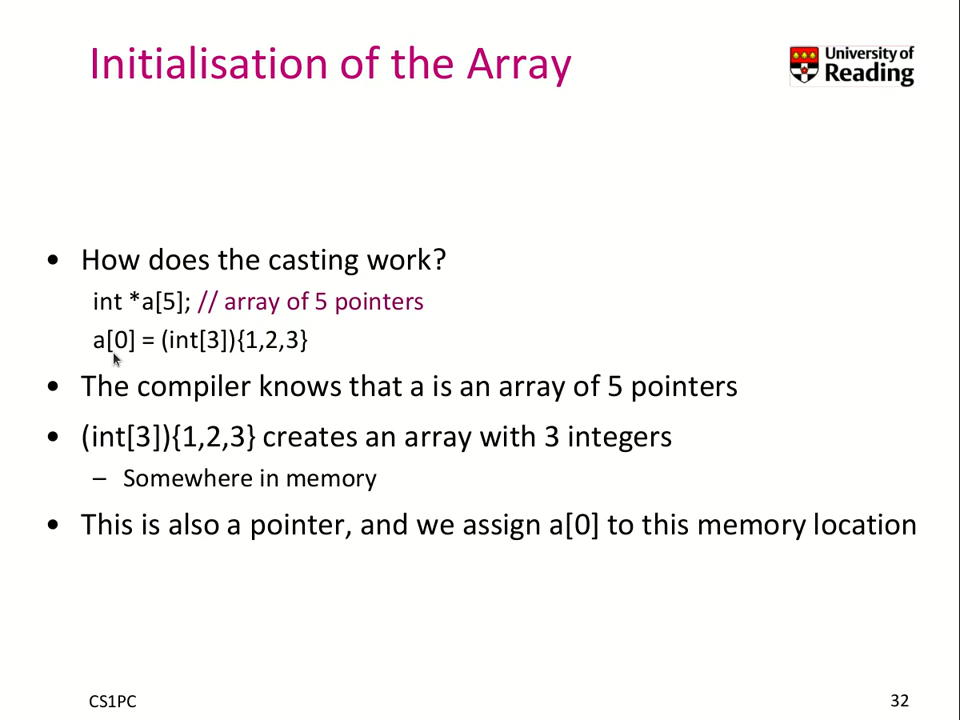 Initialisation of the Array
University of
Reading
• How does the casting work?
int *a[5]; // array of 5 pointers
a[0] = (int[3]){1,2,3}
• The compiler knows that a is an array of 5 pointers
• (int[3]){1,2,3} creates an array with 3 integers
– Somewhere in memory
• This is also a pointer, and we assign a[0] to this memory location
CS1PC
32